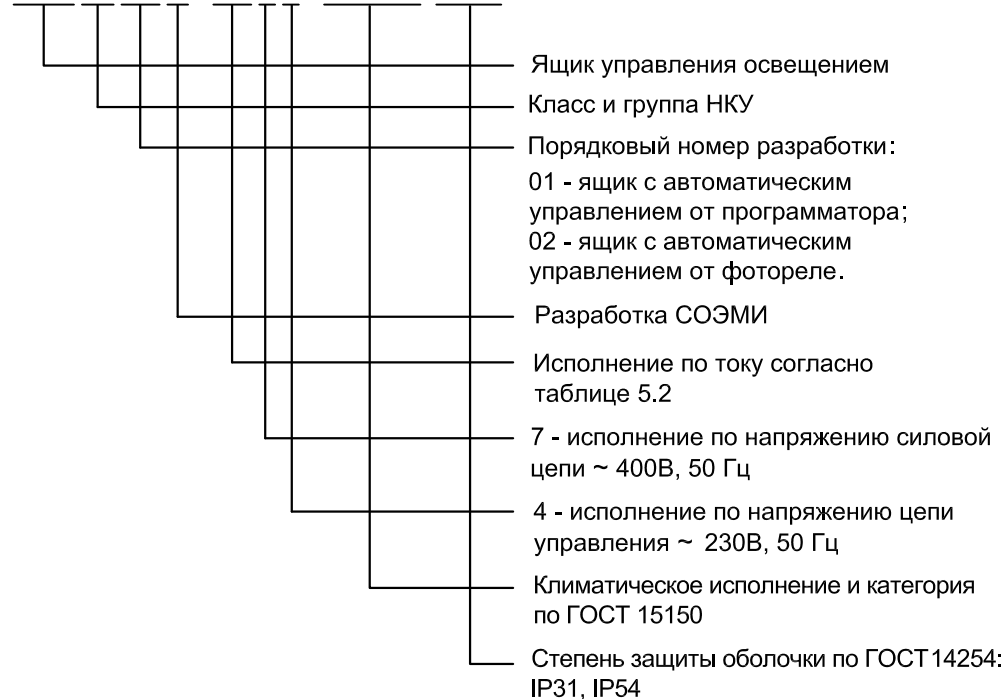 Ящик управления освещением
Класс и группа НКУ
Порядковый номер разработки:
01 - ящик с автоматическим
управлением от программатора;
02 - ящик с автоматическим
управлением от фотореле.
Разработка СОЭМИ
Исполнение по току согласно
таблице 5.2
7 - исполнение по напряжению силовой
цепи ~ 400В, 50 Гц
4 - исполнение по напряжению цепи
управления ~ 230В, 50 Гц
Климатическое исполнение и категория
по ГОСТ 15150
Степень защиты оболочки по ГОСТ14254:
IP31, IP54